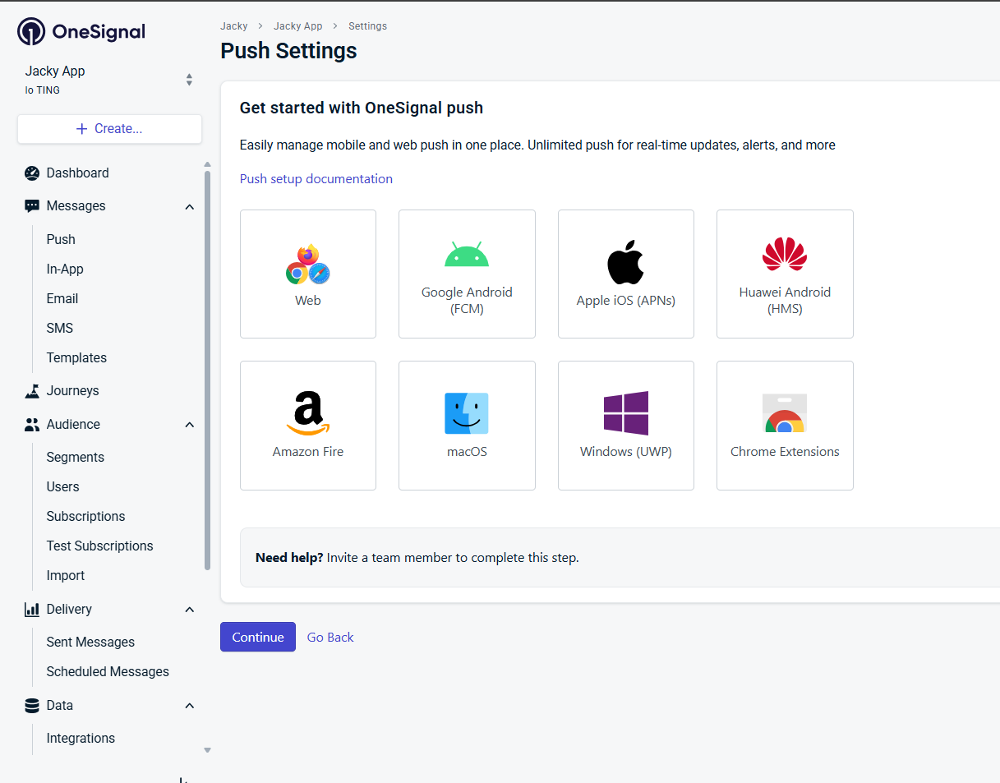 OneSignal
Jacky App
Io TING
+ Create...
Dashboard
Messages
Push
In-App
Email
SMS
Templates
Journeys
Audience
Segments
Users
Subscriptions
Test Subscriptions
Import
Delivery
Sent Messages
Scheduled Messages
Data
Integrations
Jacky > Jacky App > Settings
Push Settings
Get started with OneSignal push
Easily manage mobile and web push in one place. Unlimited push for real-time updates, alerts, and more
Push setup documentation
Web
Google Android
(FCM)
Apple iOS (APNs)
Huawei Android
(HMS)
Amazon Fire
macOS
Windows (UWP)
Chrome Extensions
Need help? Invite a team member to complete this step.
Continue
Go Back